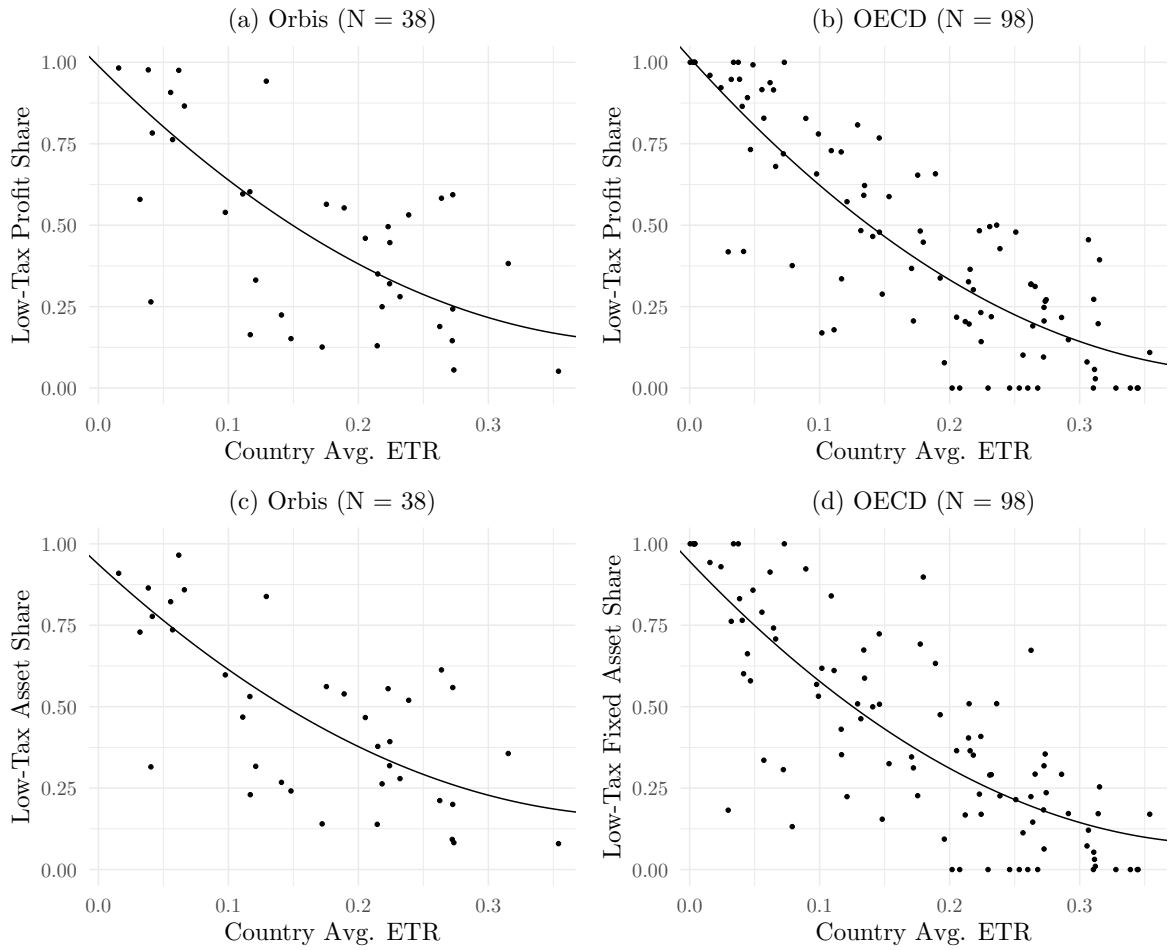 (a) Orbis (N = 38)
Low-Tax Profit Share
1.00
0.75
0.50
0.25
0.00
0.0 0.1 0.2 0.3
Country Avg. ETR
(b) OECD (N = 98)
Low-Tax Profit Share
1.00
0.75
0.50
0.25
0.00
0.0 0.1 0.2 0.3
Country Avg. ETR
(c) Orbis (N = 38)
Low-Tax Asset Share
1.00
0.75
0.50
0.25
0.00
0.0 0.1 0.2 0.3
Country Avg. ETR
(d) OECD (N = 98)
Low-Tax Fixed Asset Share
1.00
0.75
0.50
0.25
0.00
0.0 0.1 0.2 0.3
Country Avg. ETR